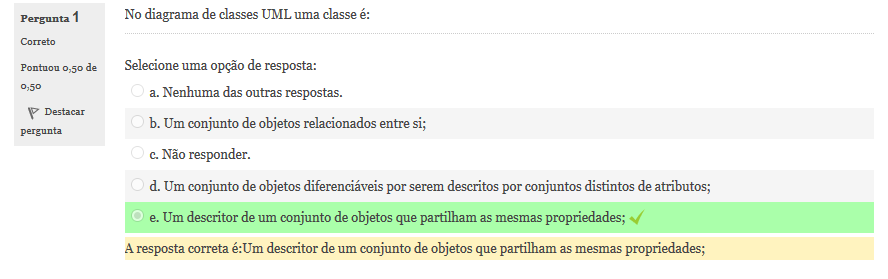 Pergunta 1
Correto
Pontuou 0,50 de
0,50
Destacar
pergunta
No diagrama de classes UML uma classe é:
Selecione uma opção de resposta:
a. Nenhuma das outras respostas.
b. Um conjunto de objetos relacionados entre si;
c. Não responder.
d. Um conjunto de objetos diferenciáveis por serem descritos por conjuntos distintos de atributos;
e. Um descritor de um conjunto de objetos que partilham as mesmas propriedades;
A resposta correta é:Um descritor de um conjunto de objetos que partilham as mesmas propriedades;